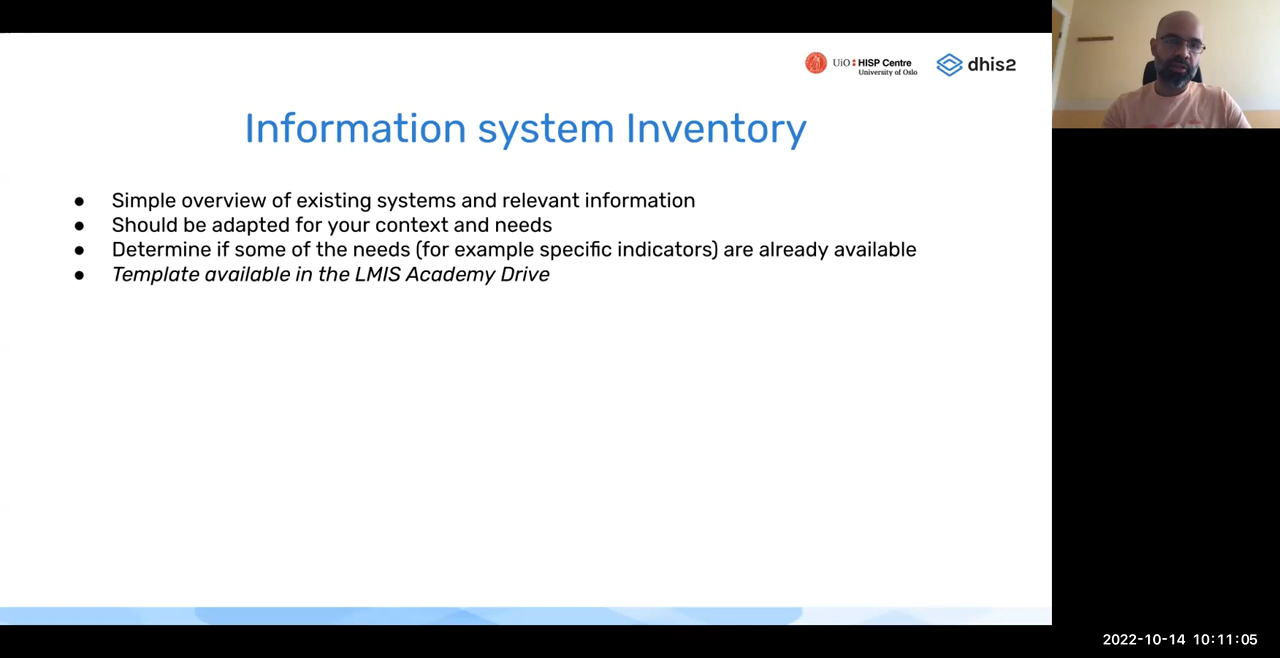 UiO : HISP Centre
University of Oslo
dhis2
Information system Inventory
● Simple overview of existing systems and relevant information
● Should be adapted for your context and needs
● Determine if some of the needs (for example specific indicators) are already available
● Template available in the LMIS Academy Drive
2022-10-14 10:11:05